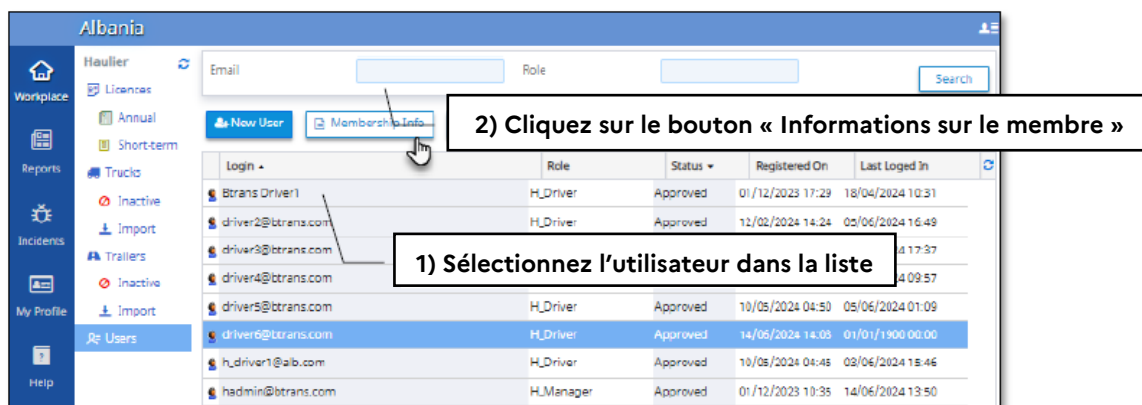 Albania
Workplace
Reports
Incidents
My Profile
Help
Haulier
Licences
Annual
Short-term
Trucks
Inactive
Import
Trailers
Inactive
Import
Users
Email Role Search
New User Membership Info
2) Cliquez sur le bouton « Informations sur le membre »
Login Role Status Registered On Last Loged In
Btrans Driver1 H_Driver Approved 01/12/2023 17:29 18/04/2024 10:31
driver2@btrans.com H_Driver Approved 12/02/2024 14:24 05/06/2024 16:49
driver3@btrans.com 17:37
1) Sélectionnez l’utilisateur dans la liste
driver4@btrans.com 09:57
driver5@btrans.com H_Driver Approved 10/05/2024 04:50 05/06/2024 01:09
driver6@btrans.com H_Driver Approved 14/05/2024 14:03 01/01/1900 00:00
h_driver1@alb.com H_Driver Approved 10/05/2024 04:45 03/06/2024 15:46
hadmin@btrans.com H_Manager Approved 01/12/2023 10:35 14/06/2024 13:50